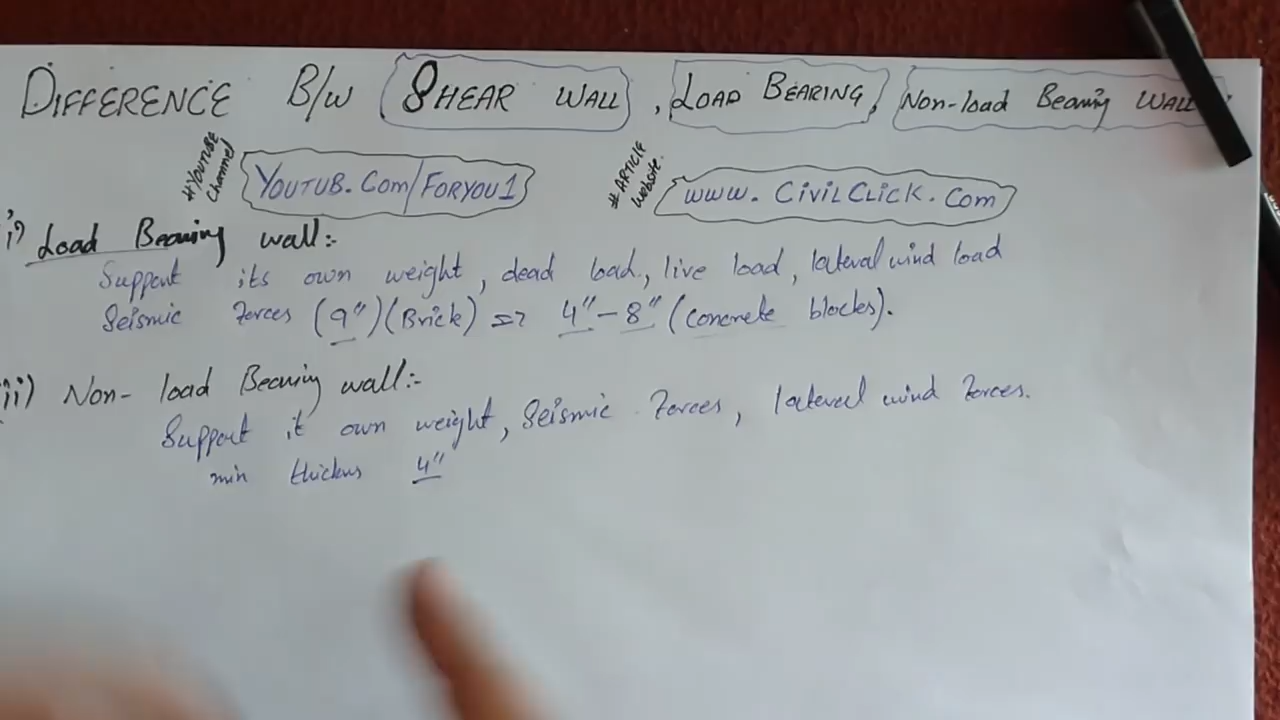 DIFFERENCE B/W SHEAR WALL, LOAD BEARING, Non-load Bearing WALL
#YOUTUBE Channel
YOUTUB.Com/FORYOU1
#ARTICLE Website.
www.CIVILCLICK.Com
i) Load Bearing wall:-
Support its own weight, dead load, live load, lateral wind load
Seismic Forces (9") (Brick) => 4"-8" (concrete blocks).
ii) Non-load Bearing wall:-
Support it own weight, Seismic Forces, lateral wind Forces.
min thickns 4"